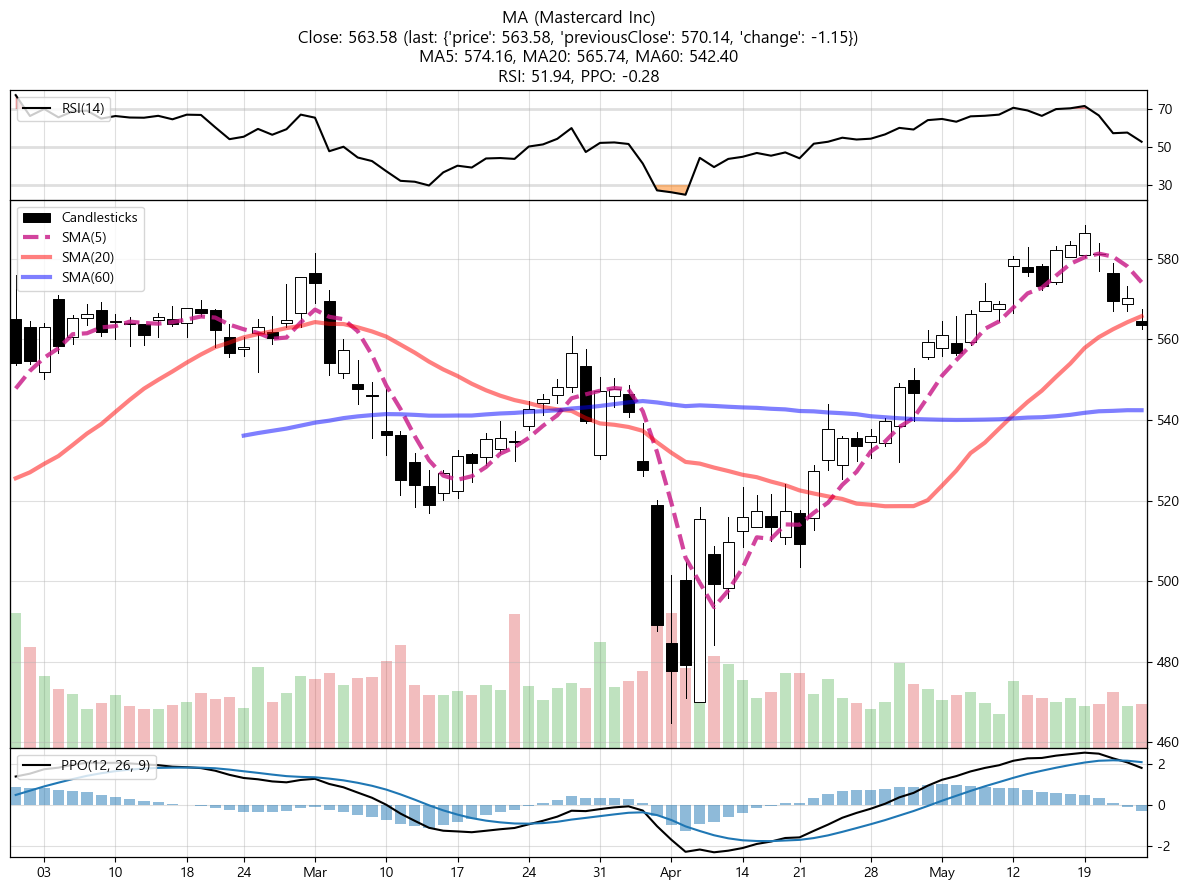 MA (Mastercard Inc)
Close: 563.58 (last: {'price': 563.58, 'previousClose': 570.14, 'change': -1.15})
MA5: 574.16, MA20: 565.74, MA60: 542.40
RSI: 51.94, PPO: -0.28
RSI(14)
70
50
30
Candlesticks
SMA(5)
SMA(20)
SMA(60)
580
560
540
520
500
480
460
PPO(12, 26, 9)
2
0
-2
03 10 18 24 Mar 10 17 24 31 Apr 14 21 28 May 12 19